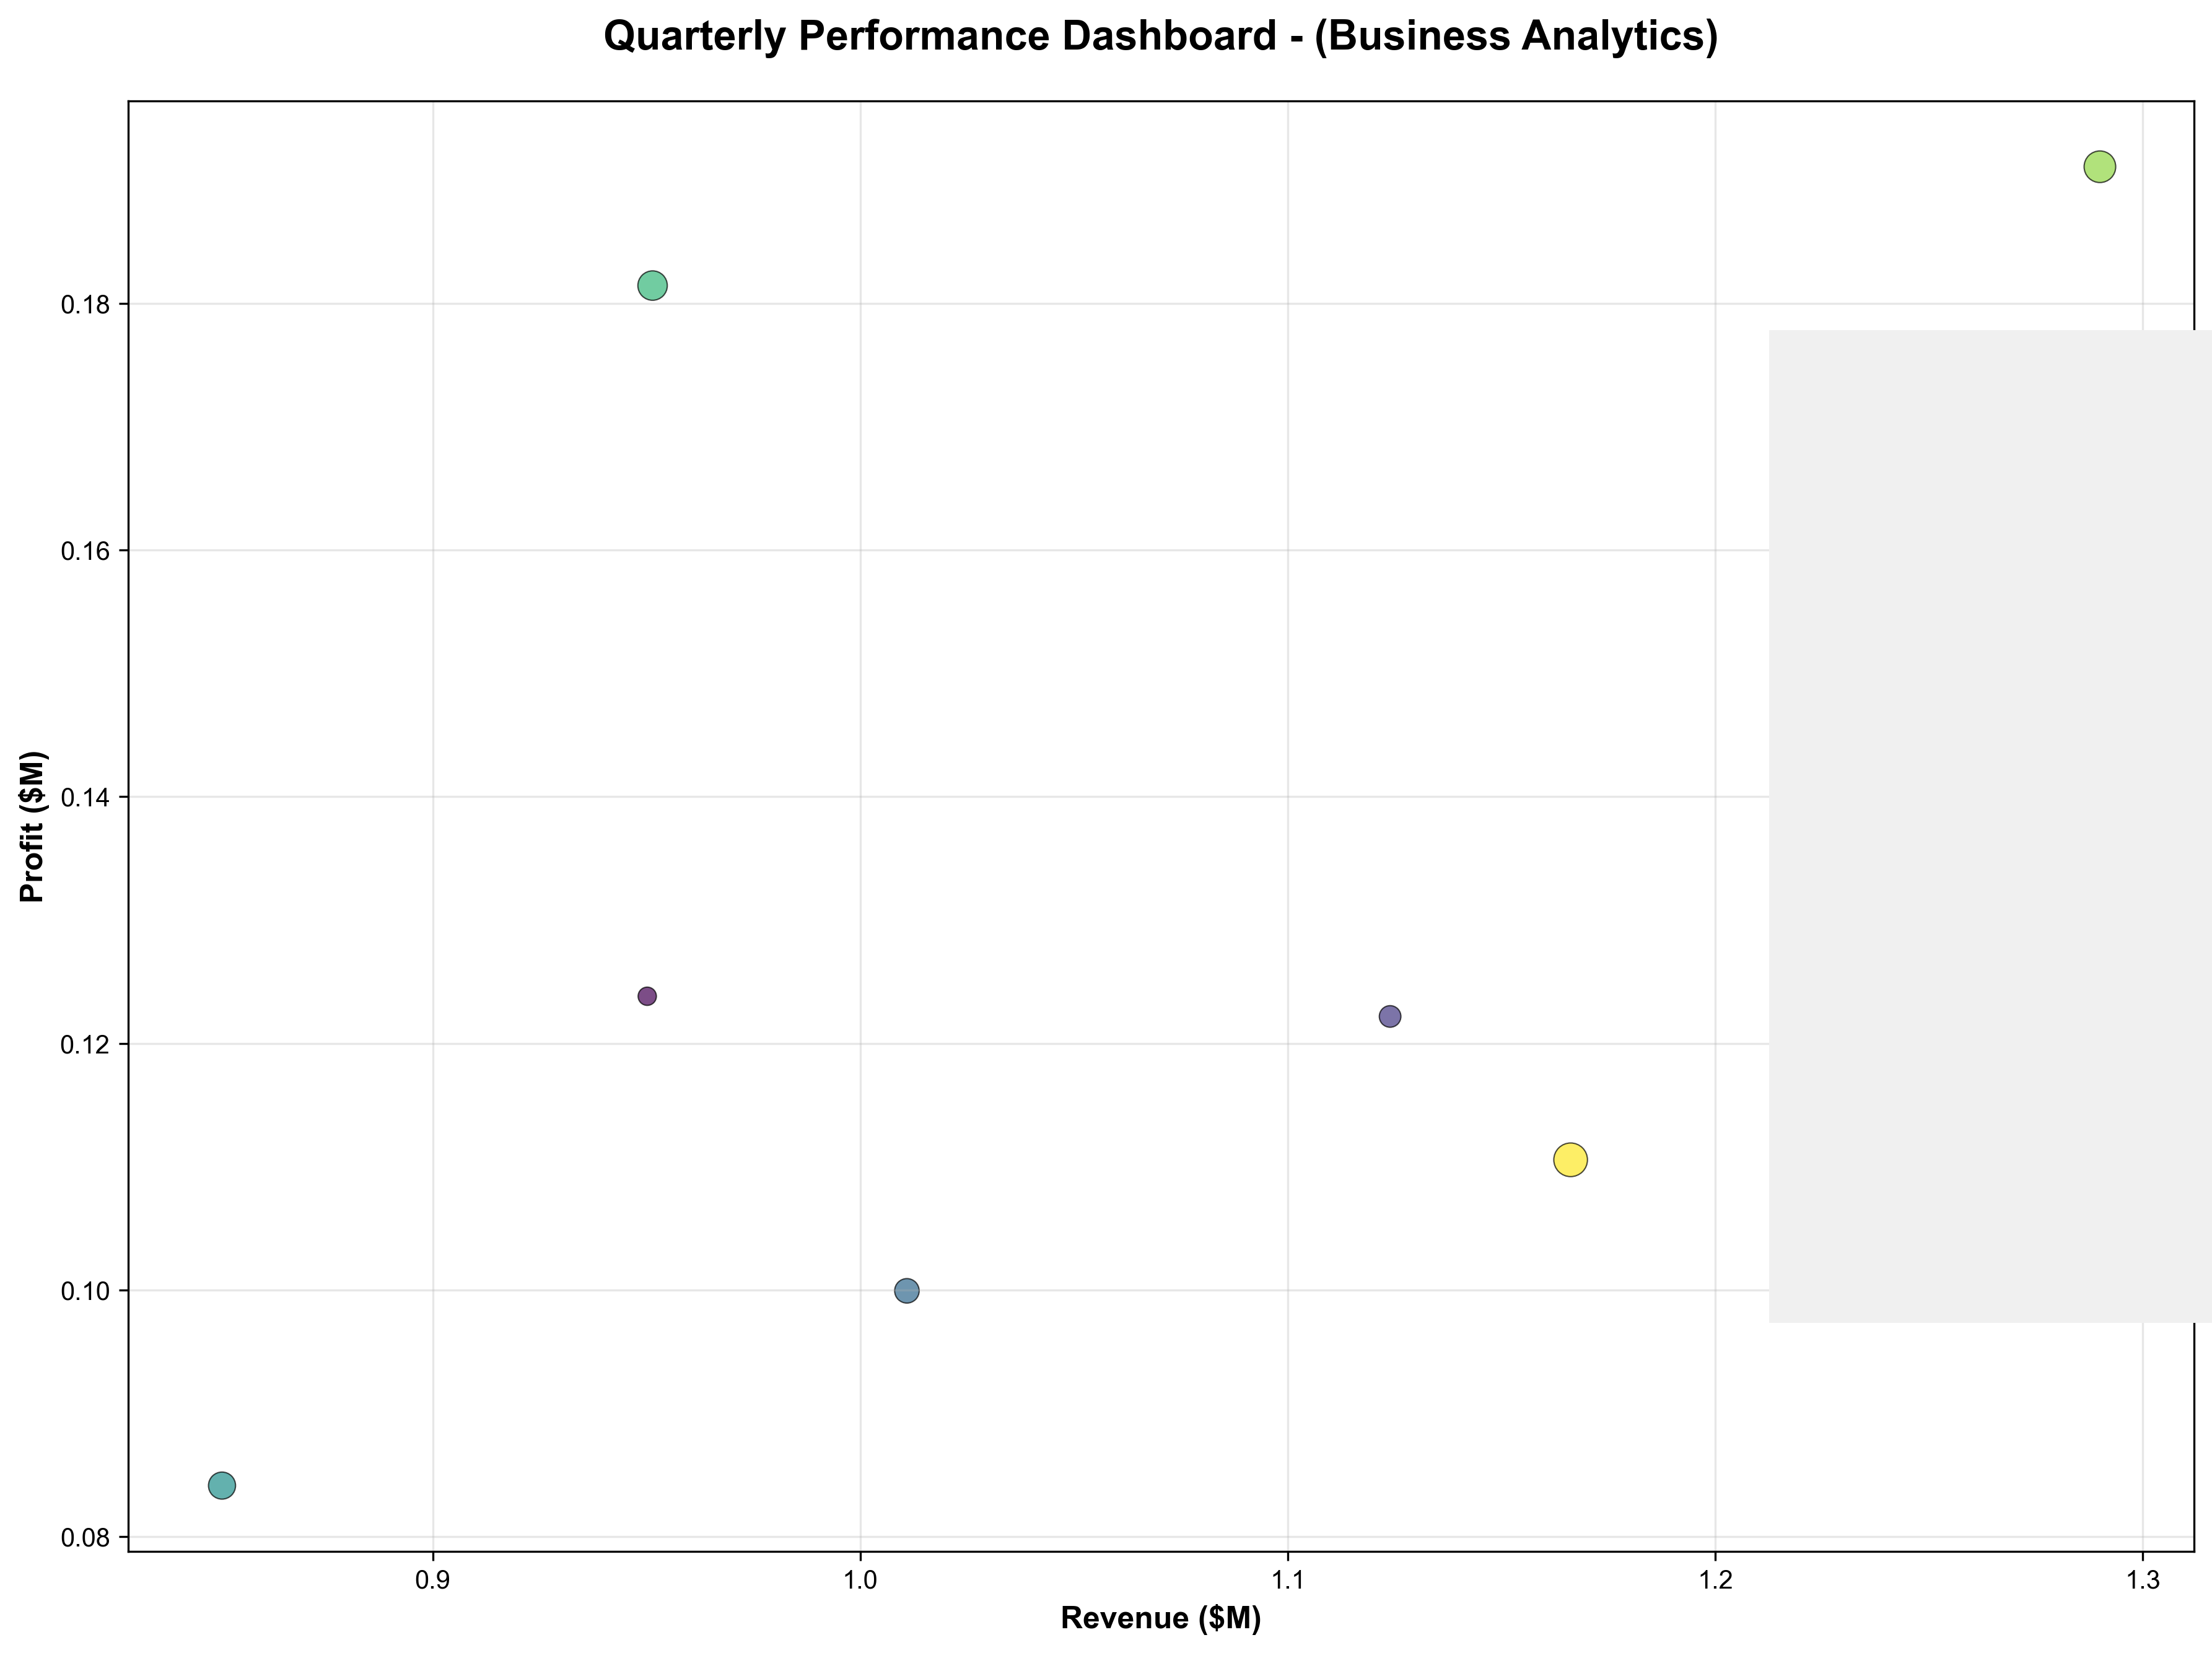 Quarterly Performance Dashboard - (Business Analytics)
Profit ($M)
0.18
0.16
0.14
0.12
0.10
0.08
0.9 1.0 1.1 1.2 1.3
Revenue ($M)